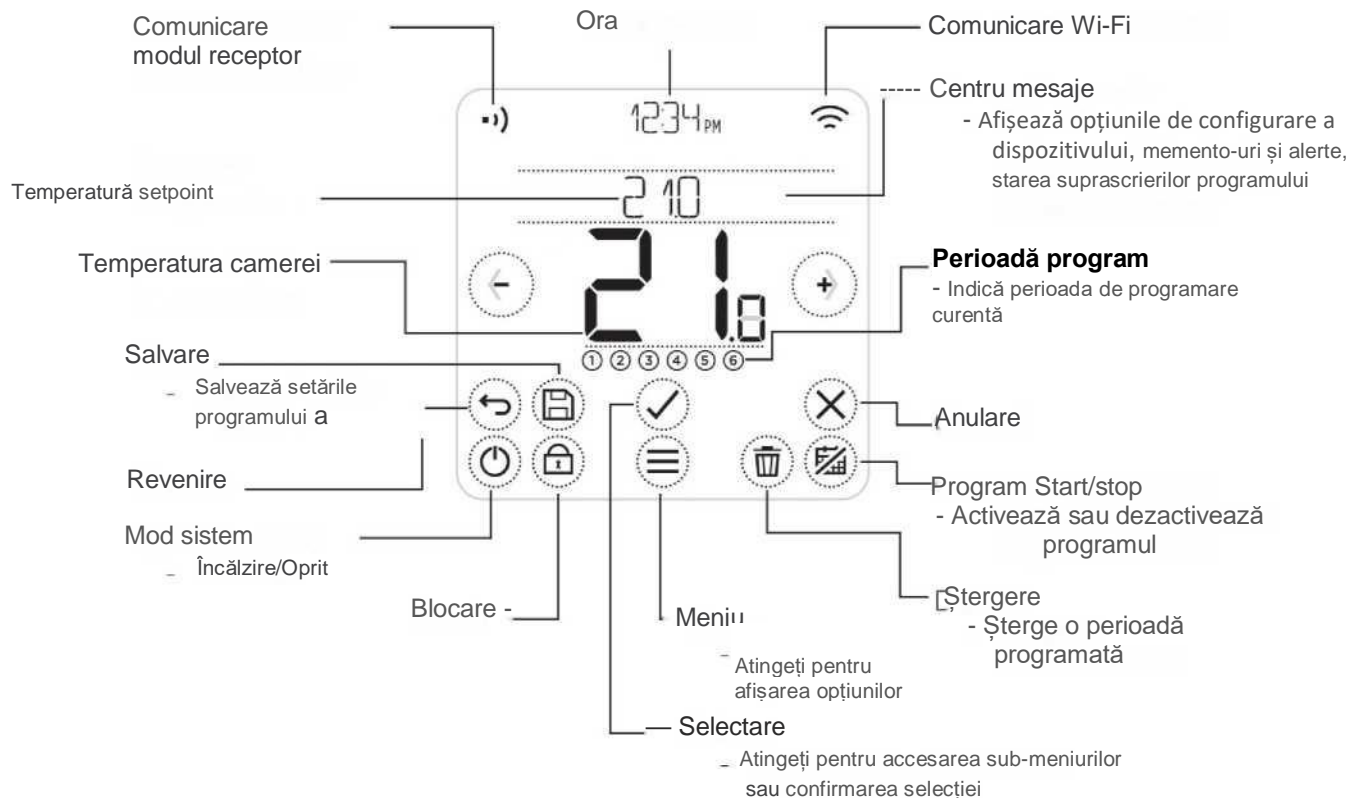 Comunicare
modul receptor
Ora
Comunicare Wi-Fi
Centru mesaje
- Afișează opțiunile de configurare a
dispozitivului, memento-uri și alerte,
starea suprascrierilor programului
12:34 PM
Temperatură setpoint
21.0
Temperatura camerei
21.0
Perioadă program
- Indică perioada de programare
curentă
Salvare
- Salvează setările
programului a
1 2 3 4 5 6
Revenire
Anulare
Mod sistem
- Încălzire/Oprit
Program Start/stop
- Activează sau dezactivează
programul
Blocare -
Meniu
- Atingeți pentru
afișarea opțiunilor
Ștergere
- Șterge o perioadă
programată
Selectare
- Atingeți pentru accesarea sub-meniurilor
sau confirmarea selecției